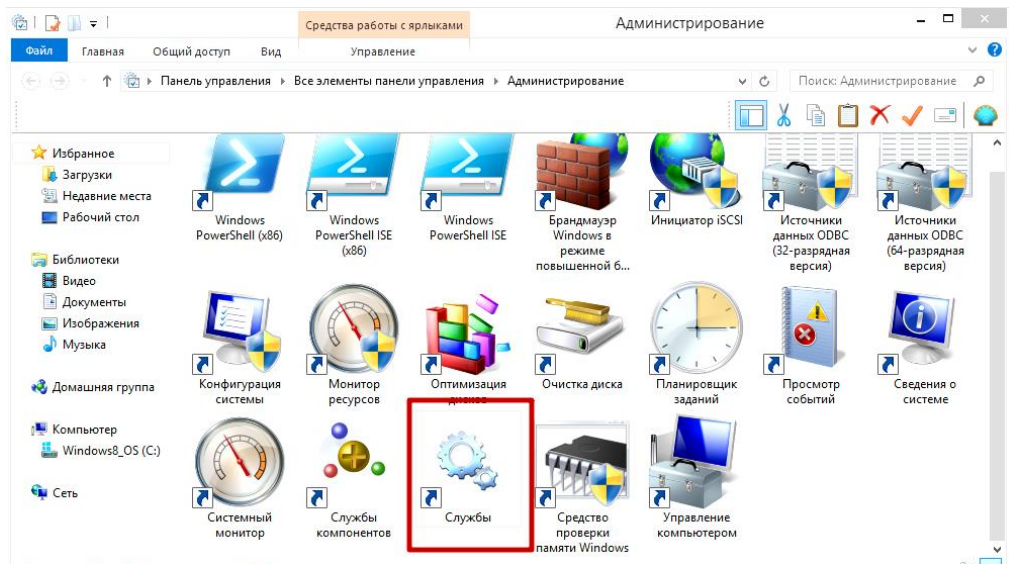 Средства работы с ярлыками
Администрирование
Файл
Главная
Общий доступ
Вид
Управление
Панель управления
Все элементы панели управления
Администрирование
Поиск: Администрирование
Избранное
Загрузки
Недавние места
Рабочий стол
Библиотеки
Видео
Документы
Изображения
Музыка
Домашняя группа
Компьютер
Windows8_OS (C:)
Сеть
Windows
PowerShell (x86)
Windows
PowerShell ISE
(x86)
Windows
PowerShell ISE
Брандмауэр
Windows в
режиме
повышенной б...
Инициатор iSCSI
Источники
данных ODBC
(32-разрядная
версия)
Источники
данных ODBC
(64-разрядная
версия)
Конфигурация
системы
Монитор
ресурсов
Оптимизация
дисков
Очистка диска
Планировщик
заданий
Просмотр
событий
Сведения о
системе
Системный
монитор
Службы
компонентов
Службы
Средство
проверки
памяти Windows
Управление
компьютером